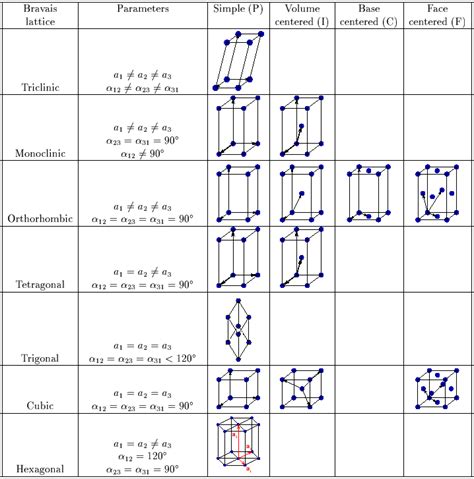 Bravais Parameters Simple (P) Volume Base Face
lattice centered (I) centered (C) centered (F)
a₁ ≠ a₂ ≠ a₃
Triclinic α₁₂ ≠ α₂₃ ≠ α₃₁
a₁ ≠ a₂ ≠ a₃
α₂₃ = α₃₁ = 90°
Monoclinic α₁₂ ≠ 90°
a₁ ≠ a₂ ≠ a₃
Orthorhombic α₁₂ = α₂₃ = α₃₁ = 90°
a₁ = a₂ ≠ a₃
Tetragonal α₁₂ = α₂₃ = α₃₁ = 90°
a₁ = a₂ = a₃
Trigonal α₁₂ = α₂₃ = α₃₁ < 120°
a₁ = a₂ = a₃
Cubic α₁₂ = α₂₃ = α₃₁ = 90°
a₁ = a₂ ≠ a₃
α₁₂ = 120°
Hexagonal α₂₃ = α₃₁ = 90°